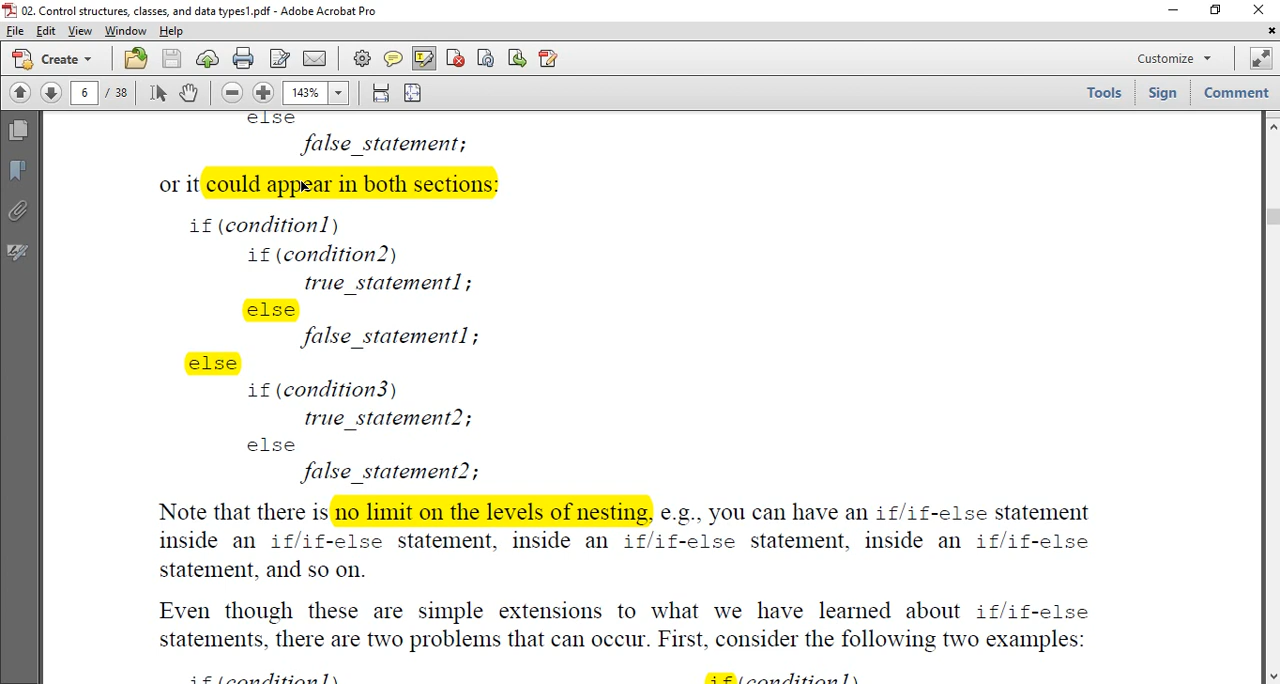 02. Control structures, classes, and data types1.pdf - Adobe Acrobat Pro
File Edit View Window Help
Create Customize
6 / 38 143% Tools Sign Comment
else
false_statement;
or it could appear in both sections:
if(condition1)
if(condition2)
true_statement1;
else
false_statement1;
else
if(condition3)
true_statement2;
else
false_statement2;
Note that there is no limit on the levels of nesting, e.g., you can have an if/if-else statement
inside an if/if-else statement, inside an if/if-else statement, inside an if/if-else
statement, and so on.
Even though these are simple extensions to what we have learned about if/if-else
statements, there are two problems that can occur. First, consider the following two examples:
if(condition1) if(condition1)